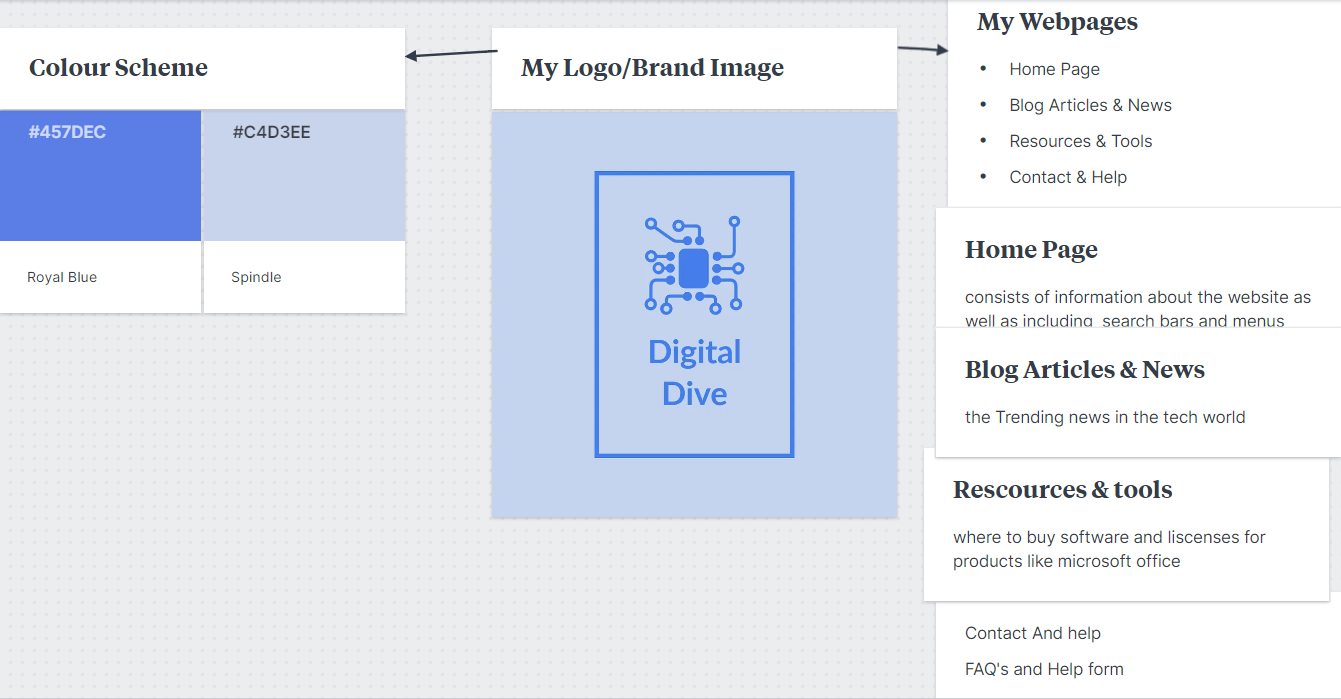 Colour Scheme
#457DEC
#C4D3EE
Royal Blue
Spindle
My Logo/Brand Image
Digital
Dive
My Webpages
• Home Page
• Blog Articles & News
• Resources & Tools
• Contact & Help
Home Page
consists of information about the website as
well as including search bars and menus
Blog Articles & News
the Trending news in the tech world
Rescources & tools
where to buy software and liscenses for
products like microsoft office
Contact And help
FAQ's and Help form